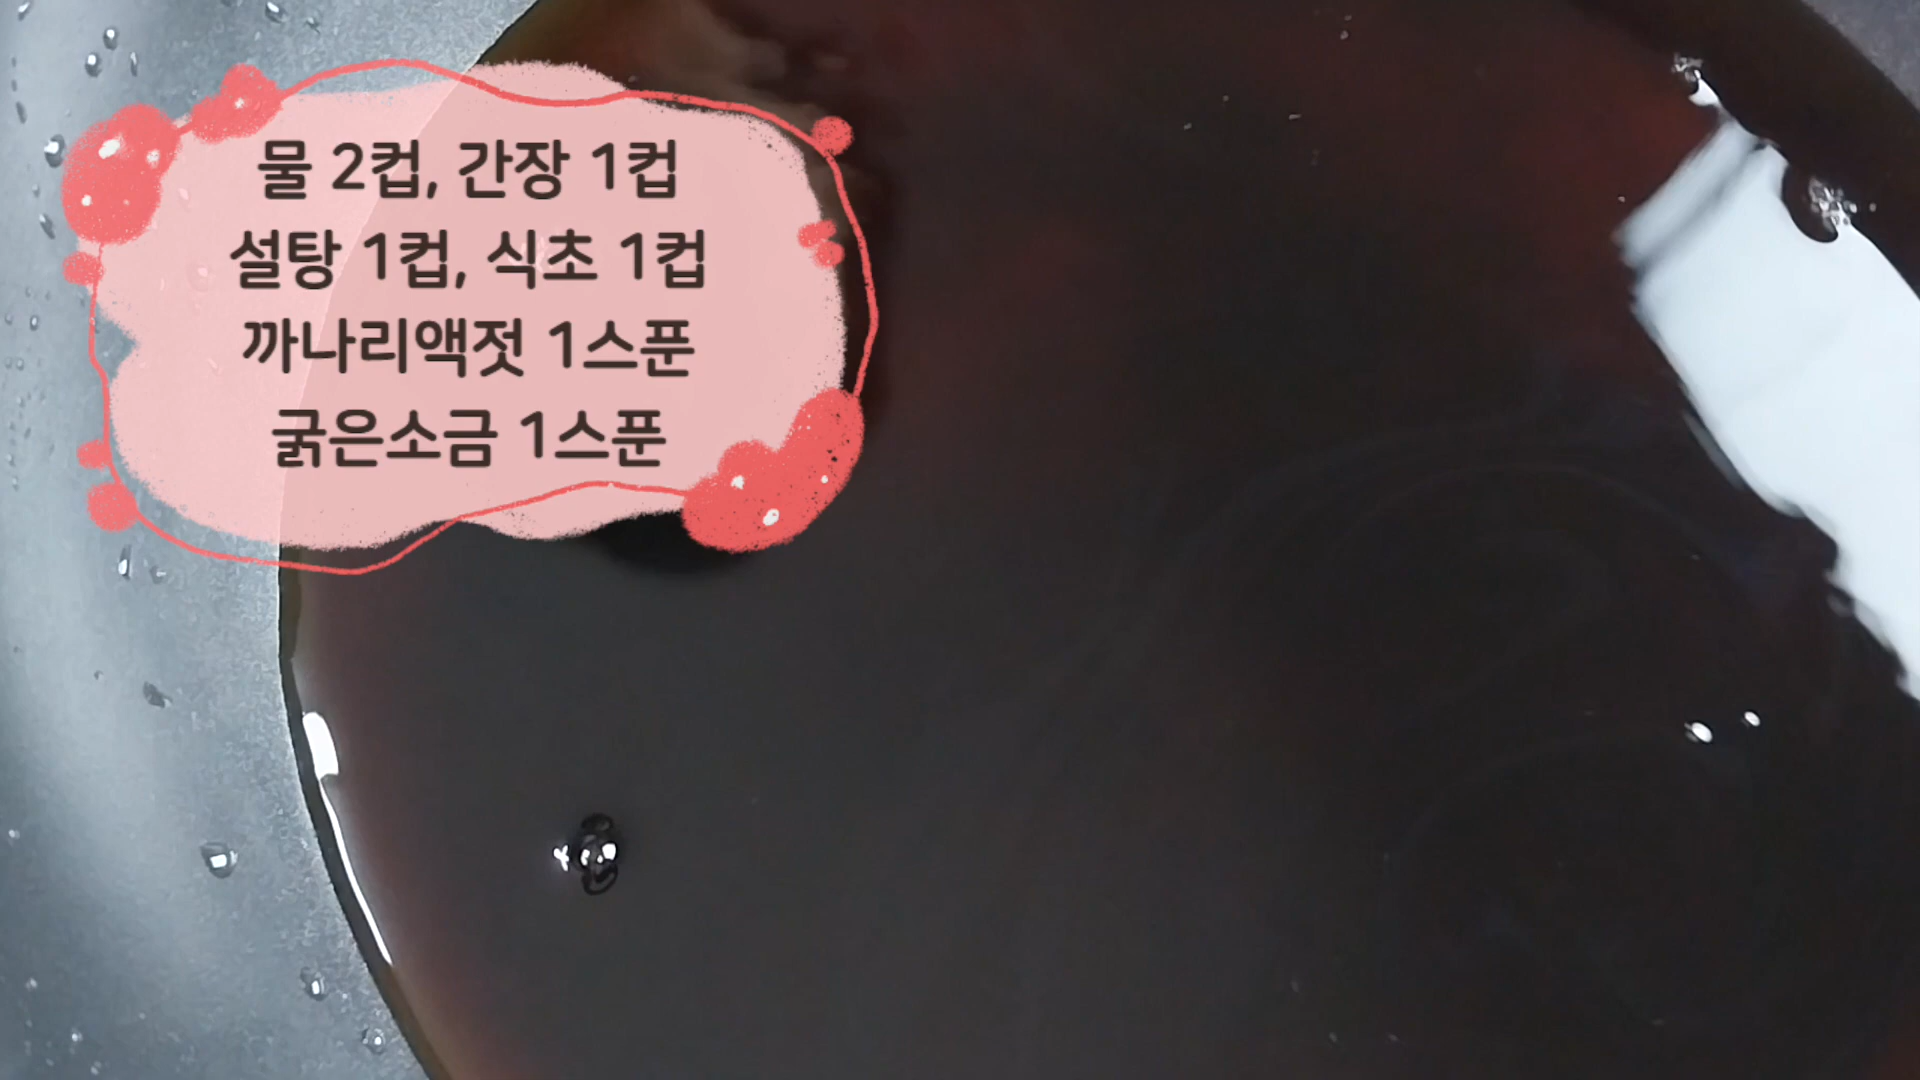 물 2컵, 간장 1컵
설탕 1컵, 식초 1컵
까나리액젓 1스푼
굵은소금 1스푼